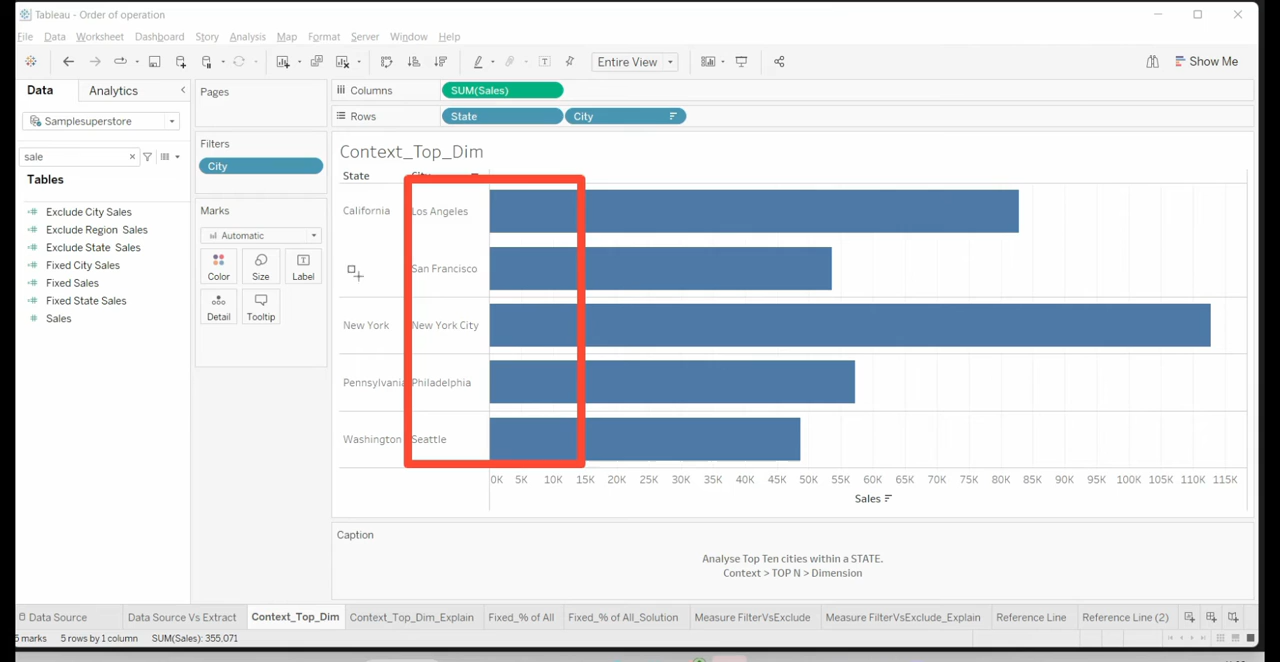 Tableau - Order of operation
File Data Worksheet Dashboard Story Analysis Map Format Server Window Help
Entire View
Show Me
Data Analytics
Samplesuperstore
sale
Tables
Exclude City Sales
Exclude Region Sales
Exclude State Sales
Fixed City Sales
Fixed Sales
Fixed State Sales
Sales
Pages
Filters
City
Marks
Automatic
Color Size Label
Detail Tooltip
Columns SUM(Sales)
Rows State City
Context_Top_Dim
State
California Los Angeles
San Francisco
New York New York City
Pennsylvania Philadelphia
Washington Seattle
0K 5K 10K 15K 20K 25K 30K 35K 40K 45K 50K 55K 60K 65K 70K 75K 80K 85K 90K 95K 100K 105K 110K 115K
Sales
Caption
Analyse Top Ten cities within a STATE.
Context > TOP N > Dimension
Data Source Data Source Vs Extract Context_Top_Dim Context_Top_Dim_Explain Fixed_% of All Fixed_% of All_Solution Measure FilterVsExclude Measure FilterVsExclude_Explain Reference Line Reference Line (2)
5 marks 5 rows by 1 column SUM(Sales): 355.071